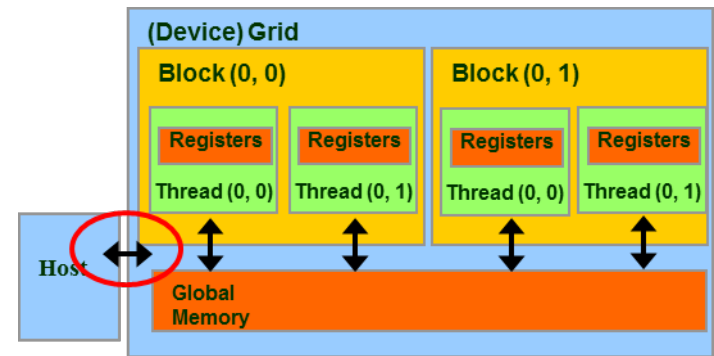 (Device) Grid
Block (0, 0)
Block (0, 1)
Registers
Registers
Registers
Registers
Thread (0, 0)
Thread (0, 1)
Thread (0, 0)
Thread (0, 1)
Host
Global
Memory